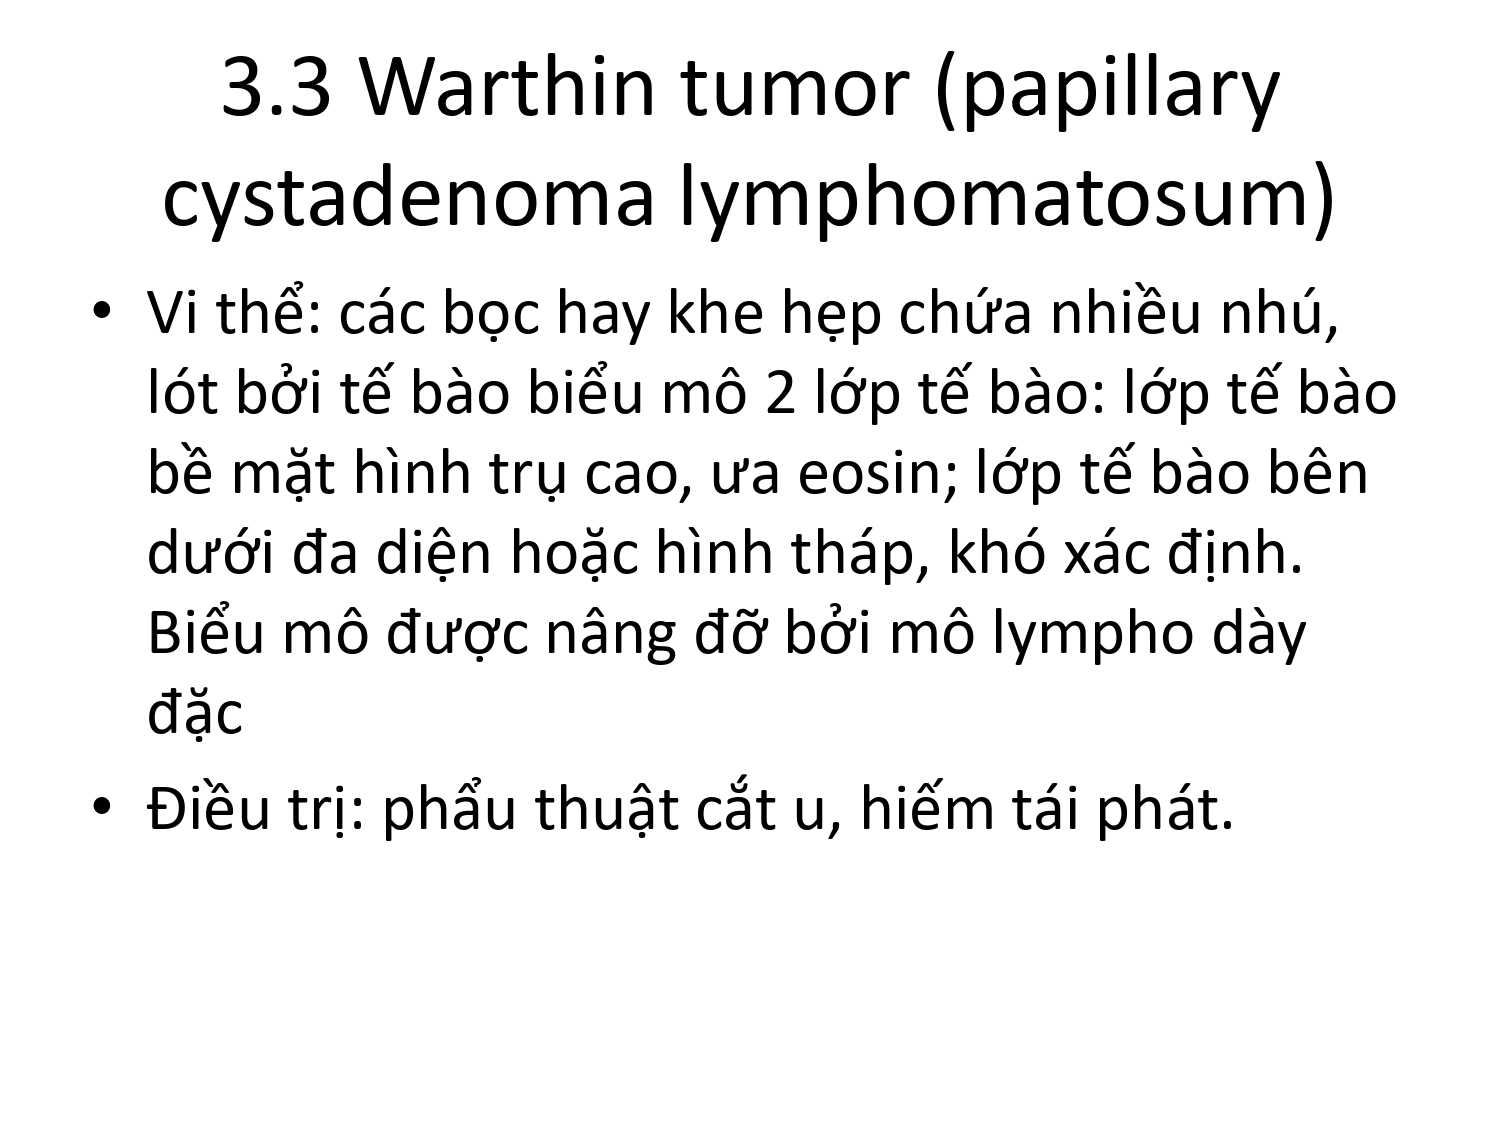 3.3 Warthin tumor (papillary
cystadenoma lymphomatosum)
• Vi thể: các bọc hay khe hẹp chứa nhiều nhú,
lót bởi tế bào biểu mô 2 lớp tế bào: lớp tế bào
bề mặt hình trụ cao, ưa eosin; lớp tế bào bên
dưới đa diện hoặc hình tháp, khó xác định.
Biểu mô được nâng đỡ bởi mô lympho dày
đặc
• Điều trị: phẩu thuật cắt u, hiếm tái phát.